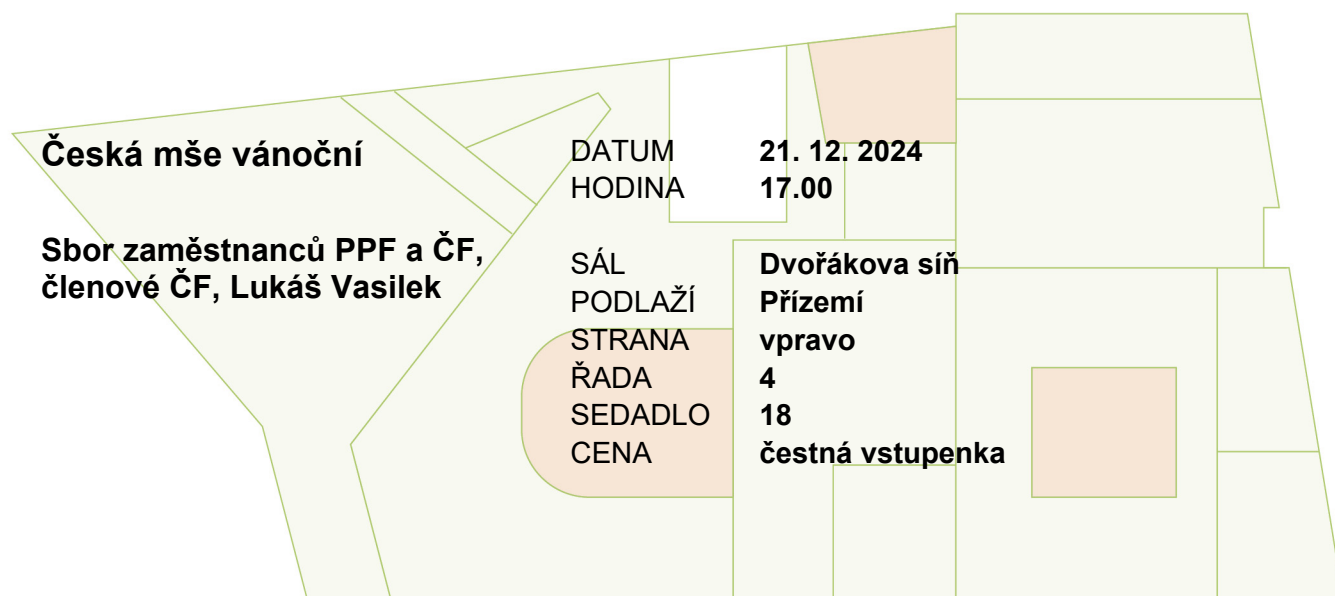 Česká mše vánoční
Sbor zaměstnanců PPF a ČF,
členové ČF, Lukáš Vasilek
DATUM 21. 12. 2024
HODINA 17.00
SÁL Dvořákova síň
PODLAŽÍ Přízemí
STRANA vpravo
ŘADA 4
SEDADLO 18
CENA čestná vstupenka